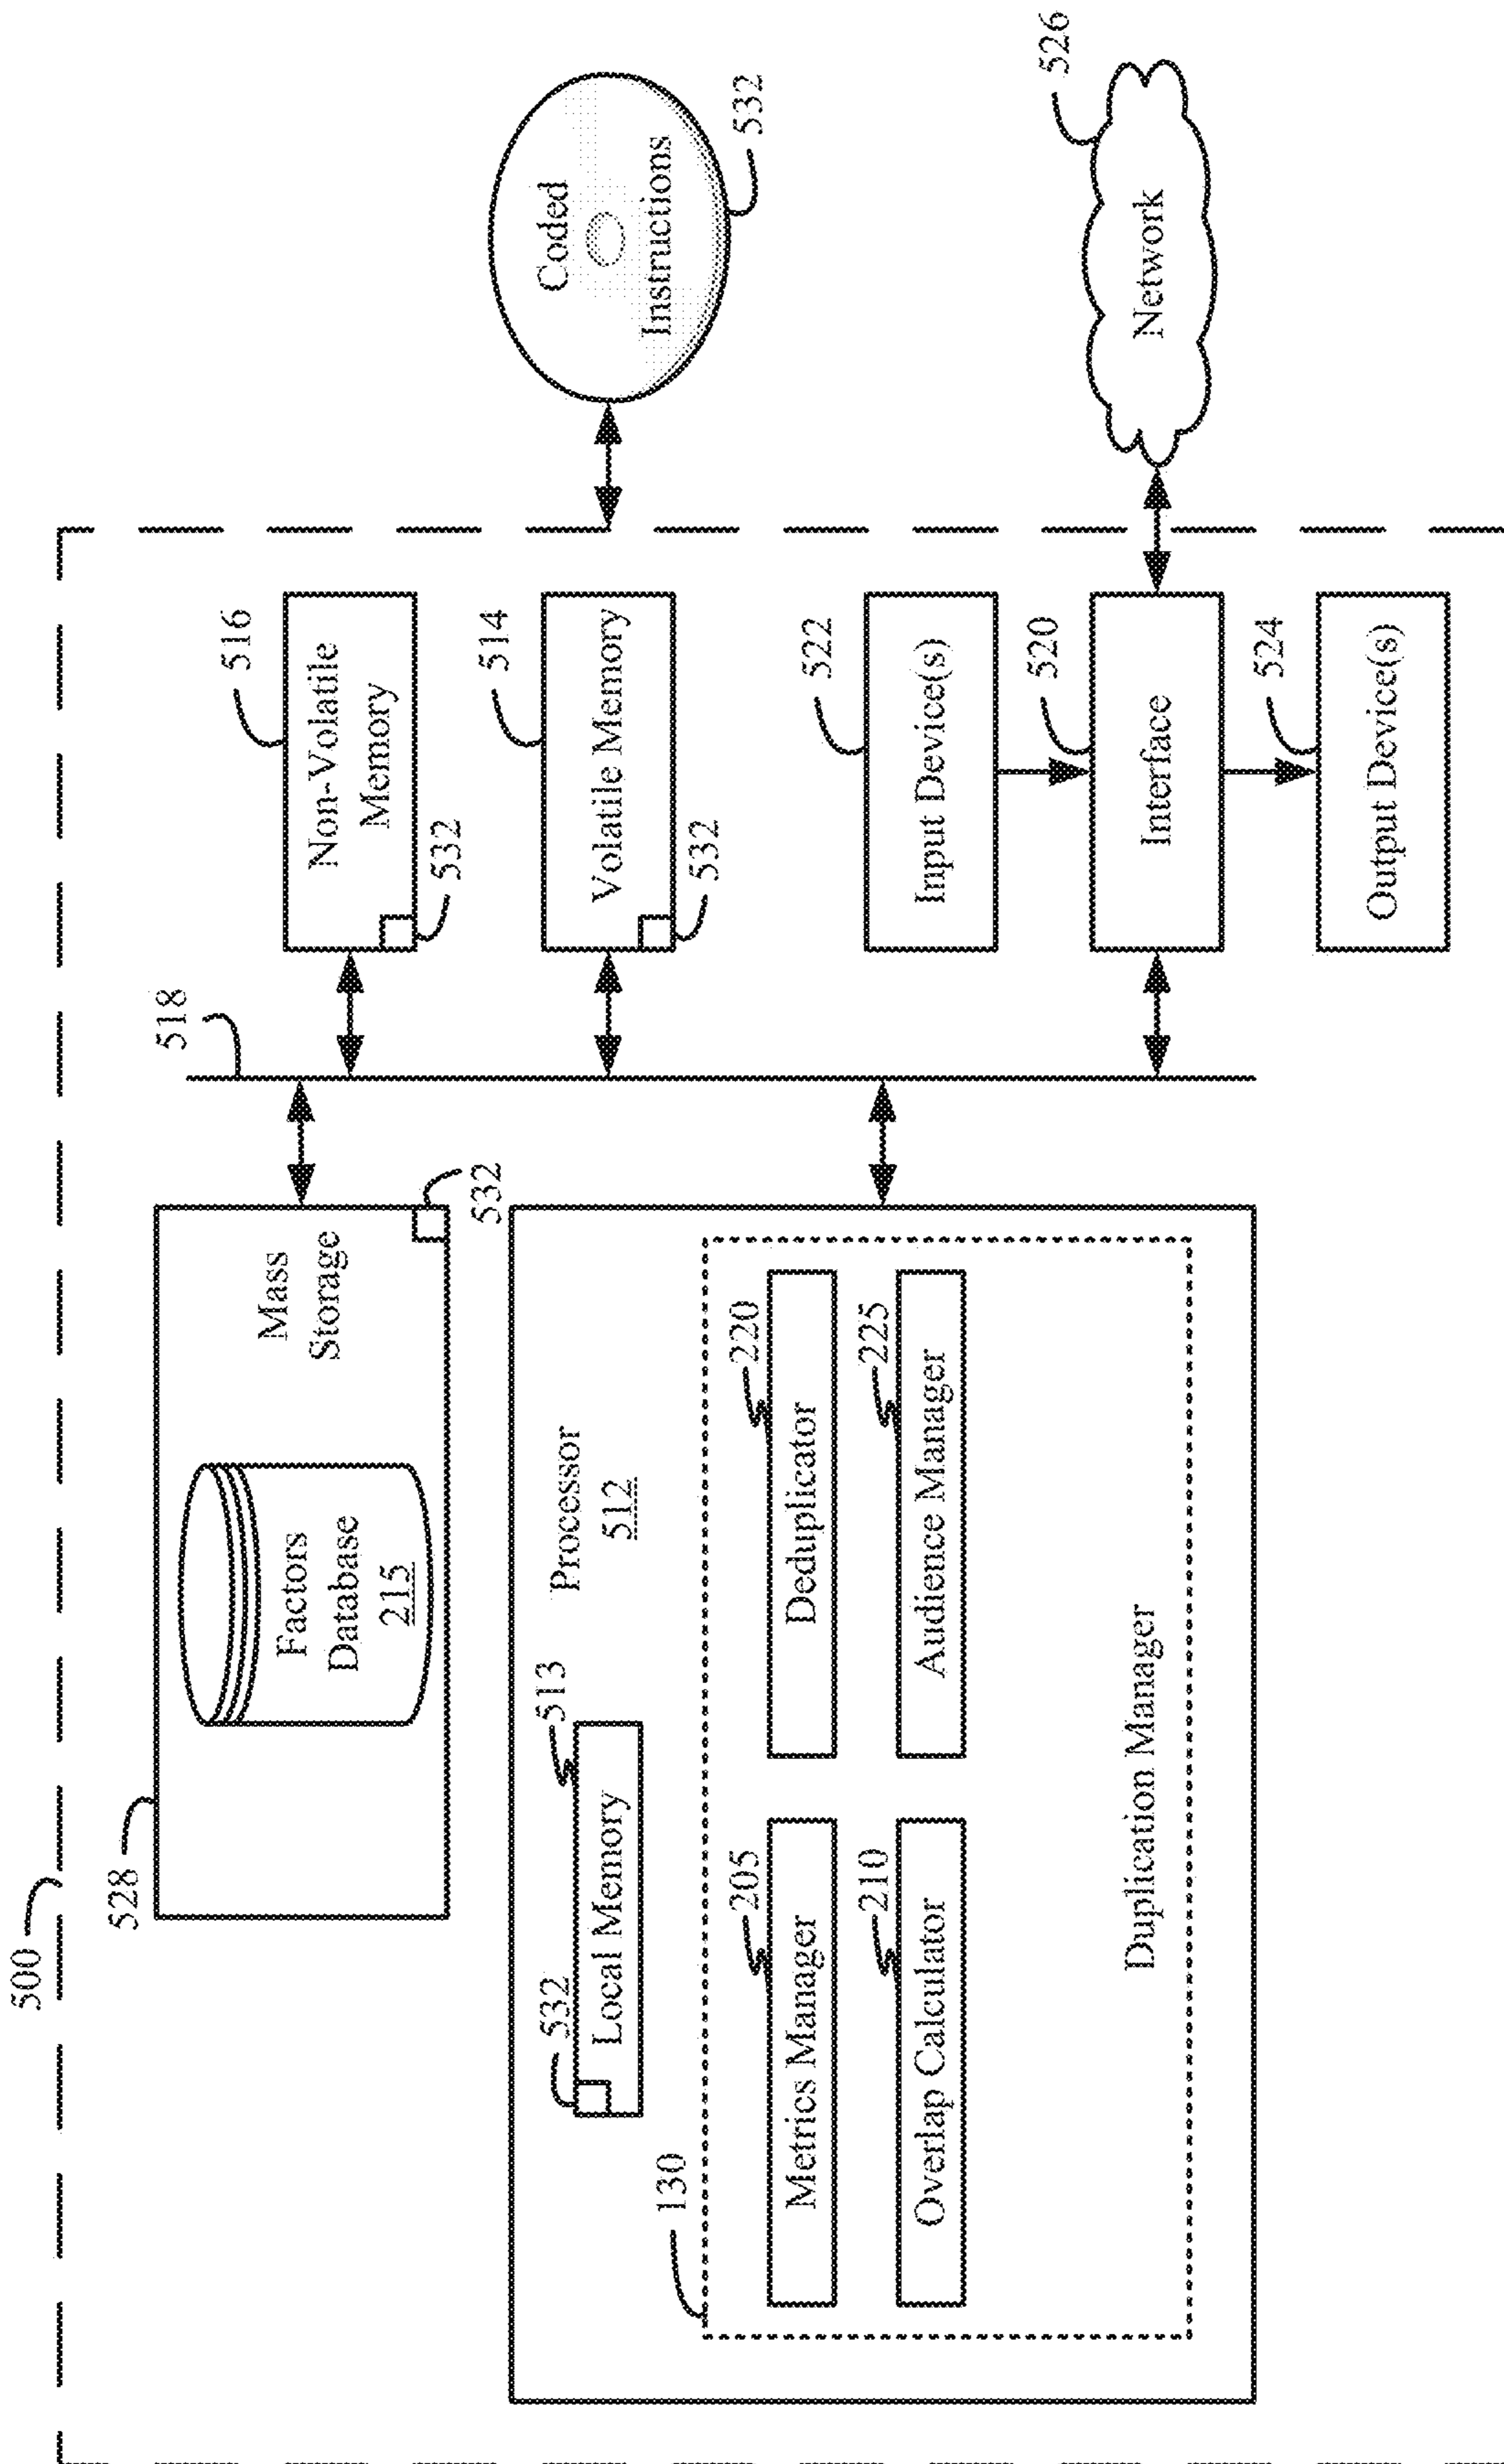 500
528
Factors
Database
215
Mass
Storage
532
518
516
Non-Volatile
Memory
532
Coded
Instructions
532
532
Local Memory
513
Processor
512
514
Volatile Memory
532
130
205
Metrics Manager
220
Deduplicator
522
Input Device(s)
210
Overlap Calculator
225
Audience Manager
520
Interface
526
Network
Duplication Manager
524
Output Device(s)